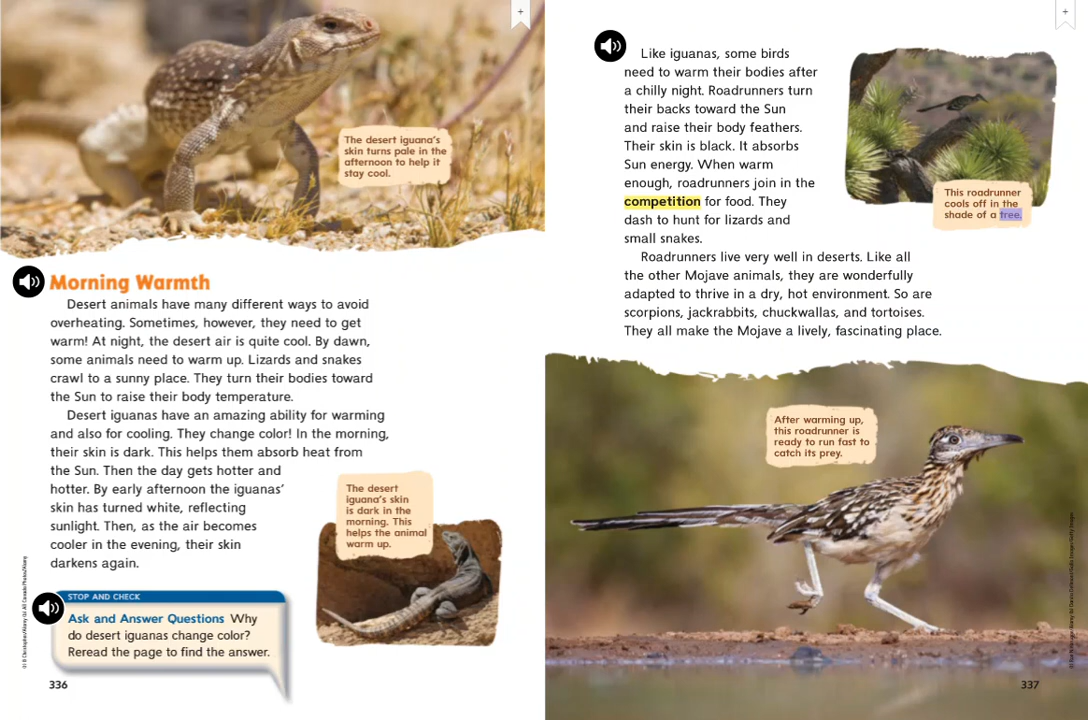 The desert iguana's
skin turns pale in the
afternoon to help it
stay cool.
Morning Warmth
Desert animals have many different ways to avoid
overheating. Sometimes, however, they need to get
warm! At night, the desert air is quite cool. By dawn,
some animals need to warm up. Lizards and snakes
crawl to a sunny place. They turn their bodies toward
the Sun to raise their body temperature.
Desert iguanas have an amazing ability for warming
and also for cooling. They change color! In the morning,
their skin is dark. This helps them absorb heat from
the Sun. Then the day gets hotter and
hotter. By early afternoon the iguanas'
skin has turned white, reflecting
sunlight. Then, as the air becomes
cooler in the evening, their skin
darkens again.
The desert
iguana's skin
is dark in the
morning. This
helps the animal
warm up.
STOP AND CHECK
Ask and Answer Questions Why
do desert iguanas change color?
Reread the page to find the answer.
336
Like iguanas, some birds
need to warm their bodies after
a chilly night. Roadrunners turn
their backs toward the Sun
and raise their body feathers.
Their skin is black. It absorbs
Sun energy. When warm
enough, roadrunners join in the
competition for food. They
dash to hunt for lizards and
small snakes.
This roadrunner
cools off in the
shade of a tree.
Roadrunners live very well in deserts. Like all
the other Mojave animals, they are wonderfully
adapted to thrive in a dry, hot environment. So are
scorpions, jackrabbits, chuckwallas, and tortoises.
They all make the Mojave a lively, fascinating place.
After warming up,
this roadrunner is
ready to run fast to
catch its prey.
337